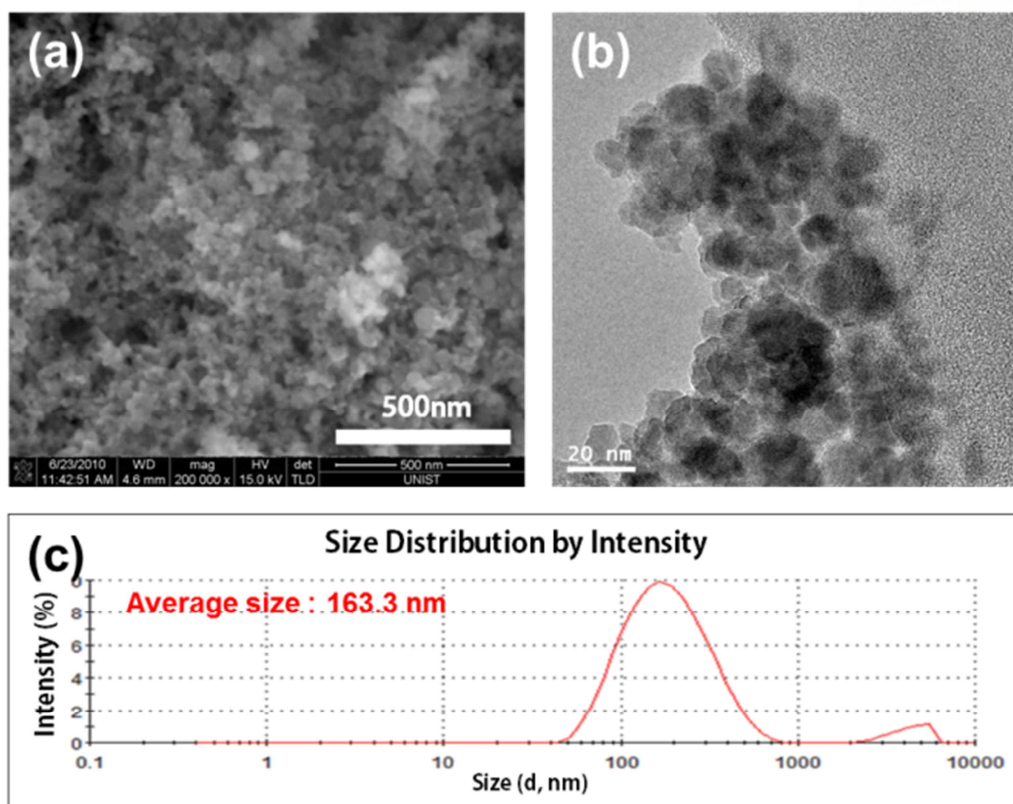 (a)
500nm
6/23/2010 WD mag HV det 500 nm
11:42:51 AM 4.6 mm 200 000 x 15.0 kV TLD UNIST
(b)
20 nm
(c)
Size Distribution by Intensity
Average size : 163.3 nm
Intensity (%)
0
8
6
4
2
0
0.1 1 10 100 1000 10000
Size (d, nm)